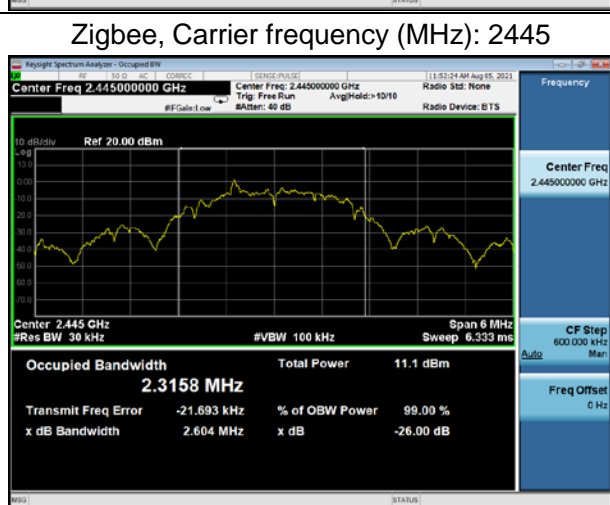 MSG STATUS
Zigbee, Carrier frequency (MHz): 2445
Keysight Spectrum Analyzer - Occupied BW
RF 50 Ω AC CORREC SENSE:PULSE 11:52:24 AM Aug 05, 2021
Center Freq 2.445000000 GHz Center Freq: 2.445000000 GHz Radio Std: None Frequency
Trig: Free Run Avg|Hold:>10/10
#IFGain:Low #Atten: 40 dB Radio Device: BTS
10 dB/div Ref 20.00 dBm
Log
10.0
0.00
-10.0
-20.0
-30.0
-40.0
-50.0
-60.0
-70.0
Center Freq
2.445000000 GHz
Center 2.445 GHz Span 6 MHz
#Res BW 30 kHz #VBW 100 kHz Sweep 6.333 ms
CF Step
600.000 kHz
Auto Man
Occupied Bandwidth Total Power 11.1 dBm
2.3158 MHz
Freq Offset
0 Hz
Transmit Freq Error -21.693 kHz % of OBW Power 99.00 %
x dB Bandwidth 2.604 MHz x dB -26.00 dB
MSG STATUS